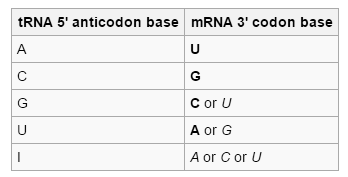 tRNA 5' anticodon base mRNA 3' codon base
A U
C G
G C or U
U A or G
I A or C or U